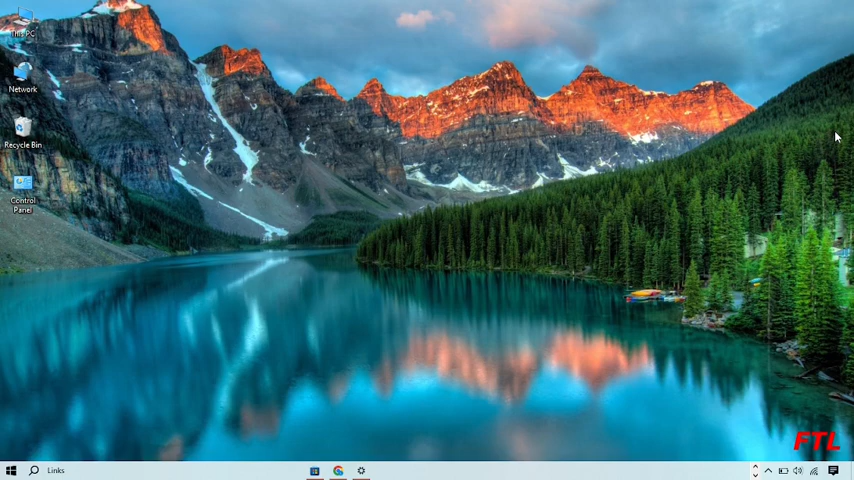 This PC
Network
Recycle Bin
Control
Panel
FTL
Links